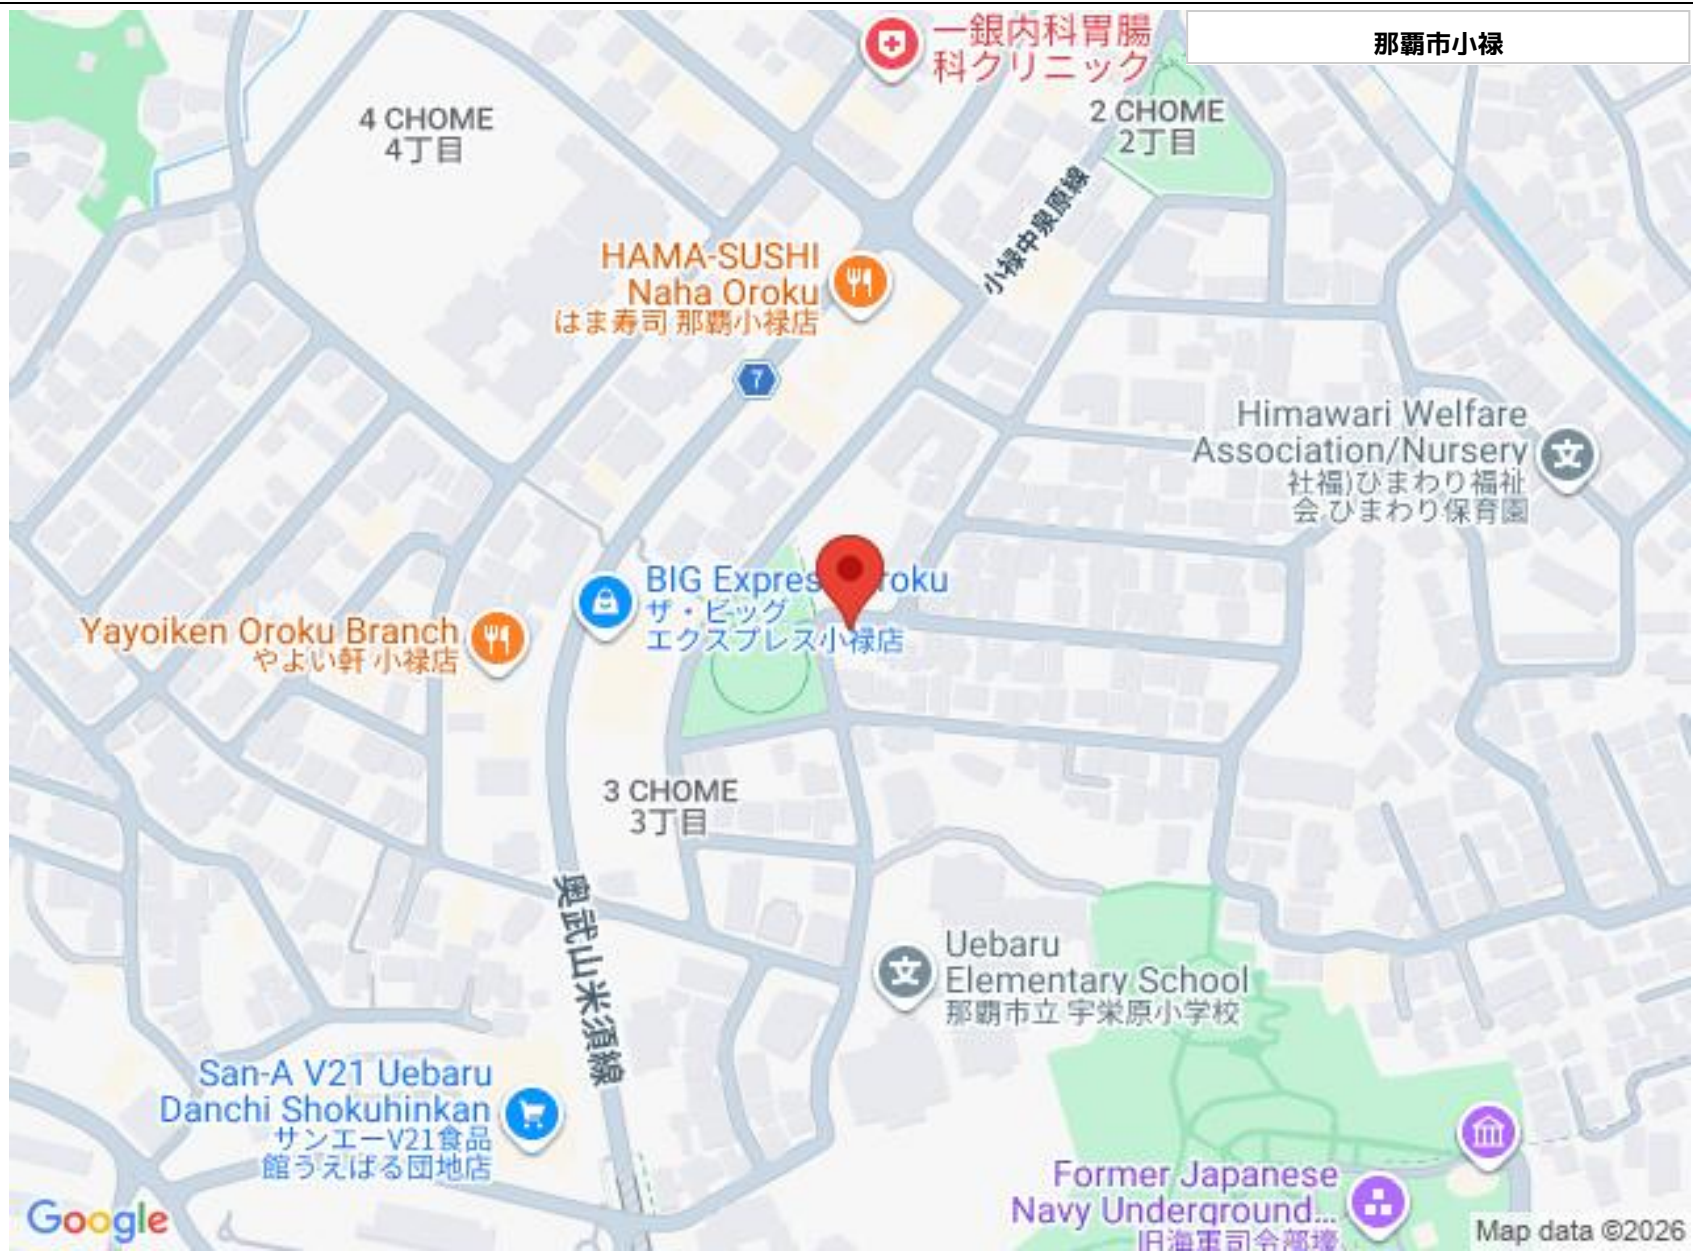 那覇市小禄
一銀内科胃腸
科クリニック
4 CHOME
4丁目
2 CHOME
2丁目
小禄中泉原線
HAMA-SUSHI
Naha Oroku
はま寿司 那覇小禄店
7
Himawari Welfare
Association/Nursery
社福)ひまわり福祉
会 ひまわり保育園
BIG Expres
roku
ザ・ビッグ
エクスプレス小禄店
Yayoiken Oroku Branch
やよい軒 小禄店
3 CHOME
3丁目
奥武山米須線
Uebaru
Elementary School
那覇市立 宇栄原小学校
San-A V21 Uebaru
Danchi Shokuhinkan
サンエーV21食品
館うえばる団地店
Former Japanese
Navy Underground...
旧海軍司令部壕
Google
Map data ©2026